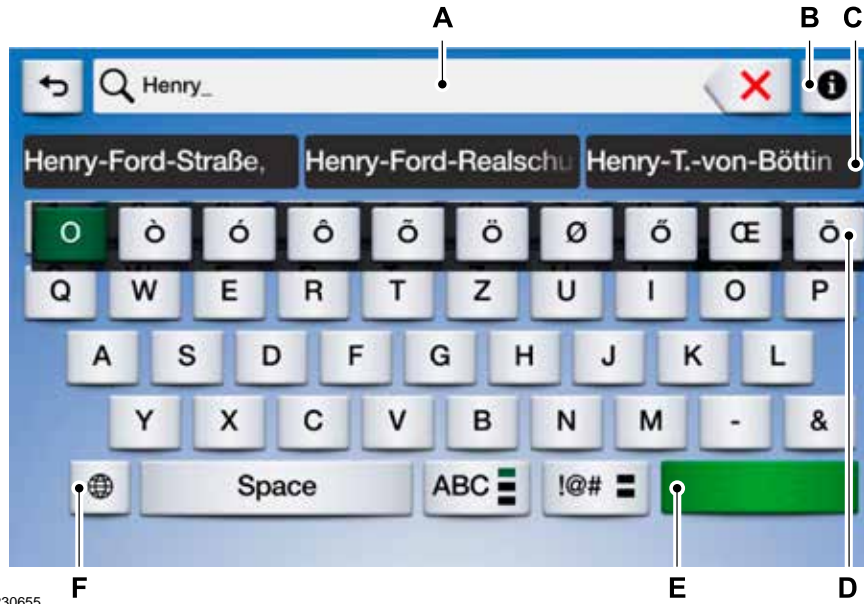 A B C
Henry_
Henry-Ford-Straße, Henry-Ford-Realschu Henry-T.-von-Böttin
O Ò Ó Ô Õ Ö Ø Ő Œ Ō
Q W E R T Z U I O P
A S D F G H J K L
Y X C V B N M - &
Space ABC !@#
F E D